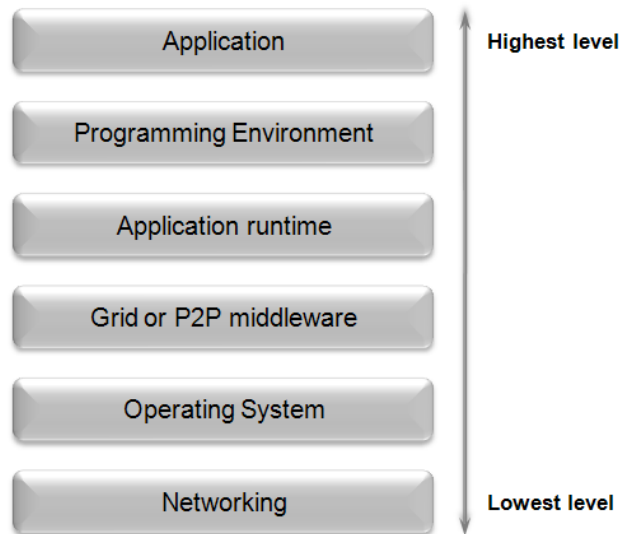 Application
Highest level
Programming Environment
Application runtime
Grid or P2P middleware
Operating System
Networking
Lowest level